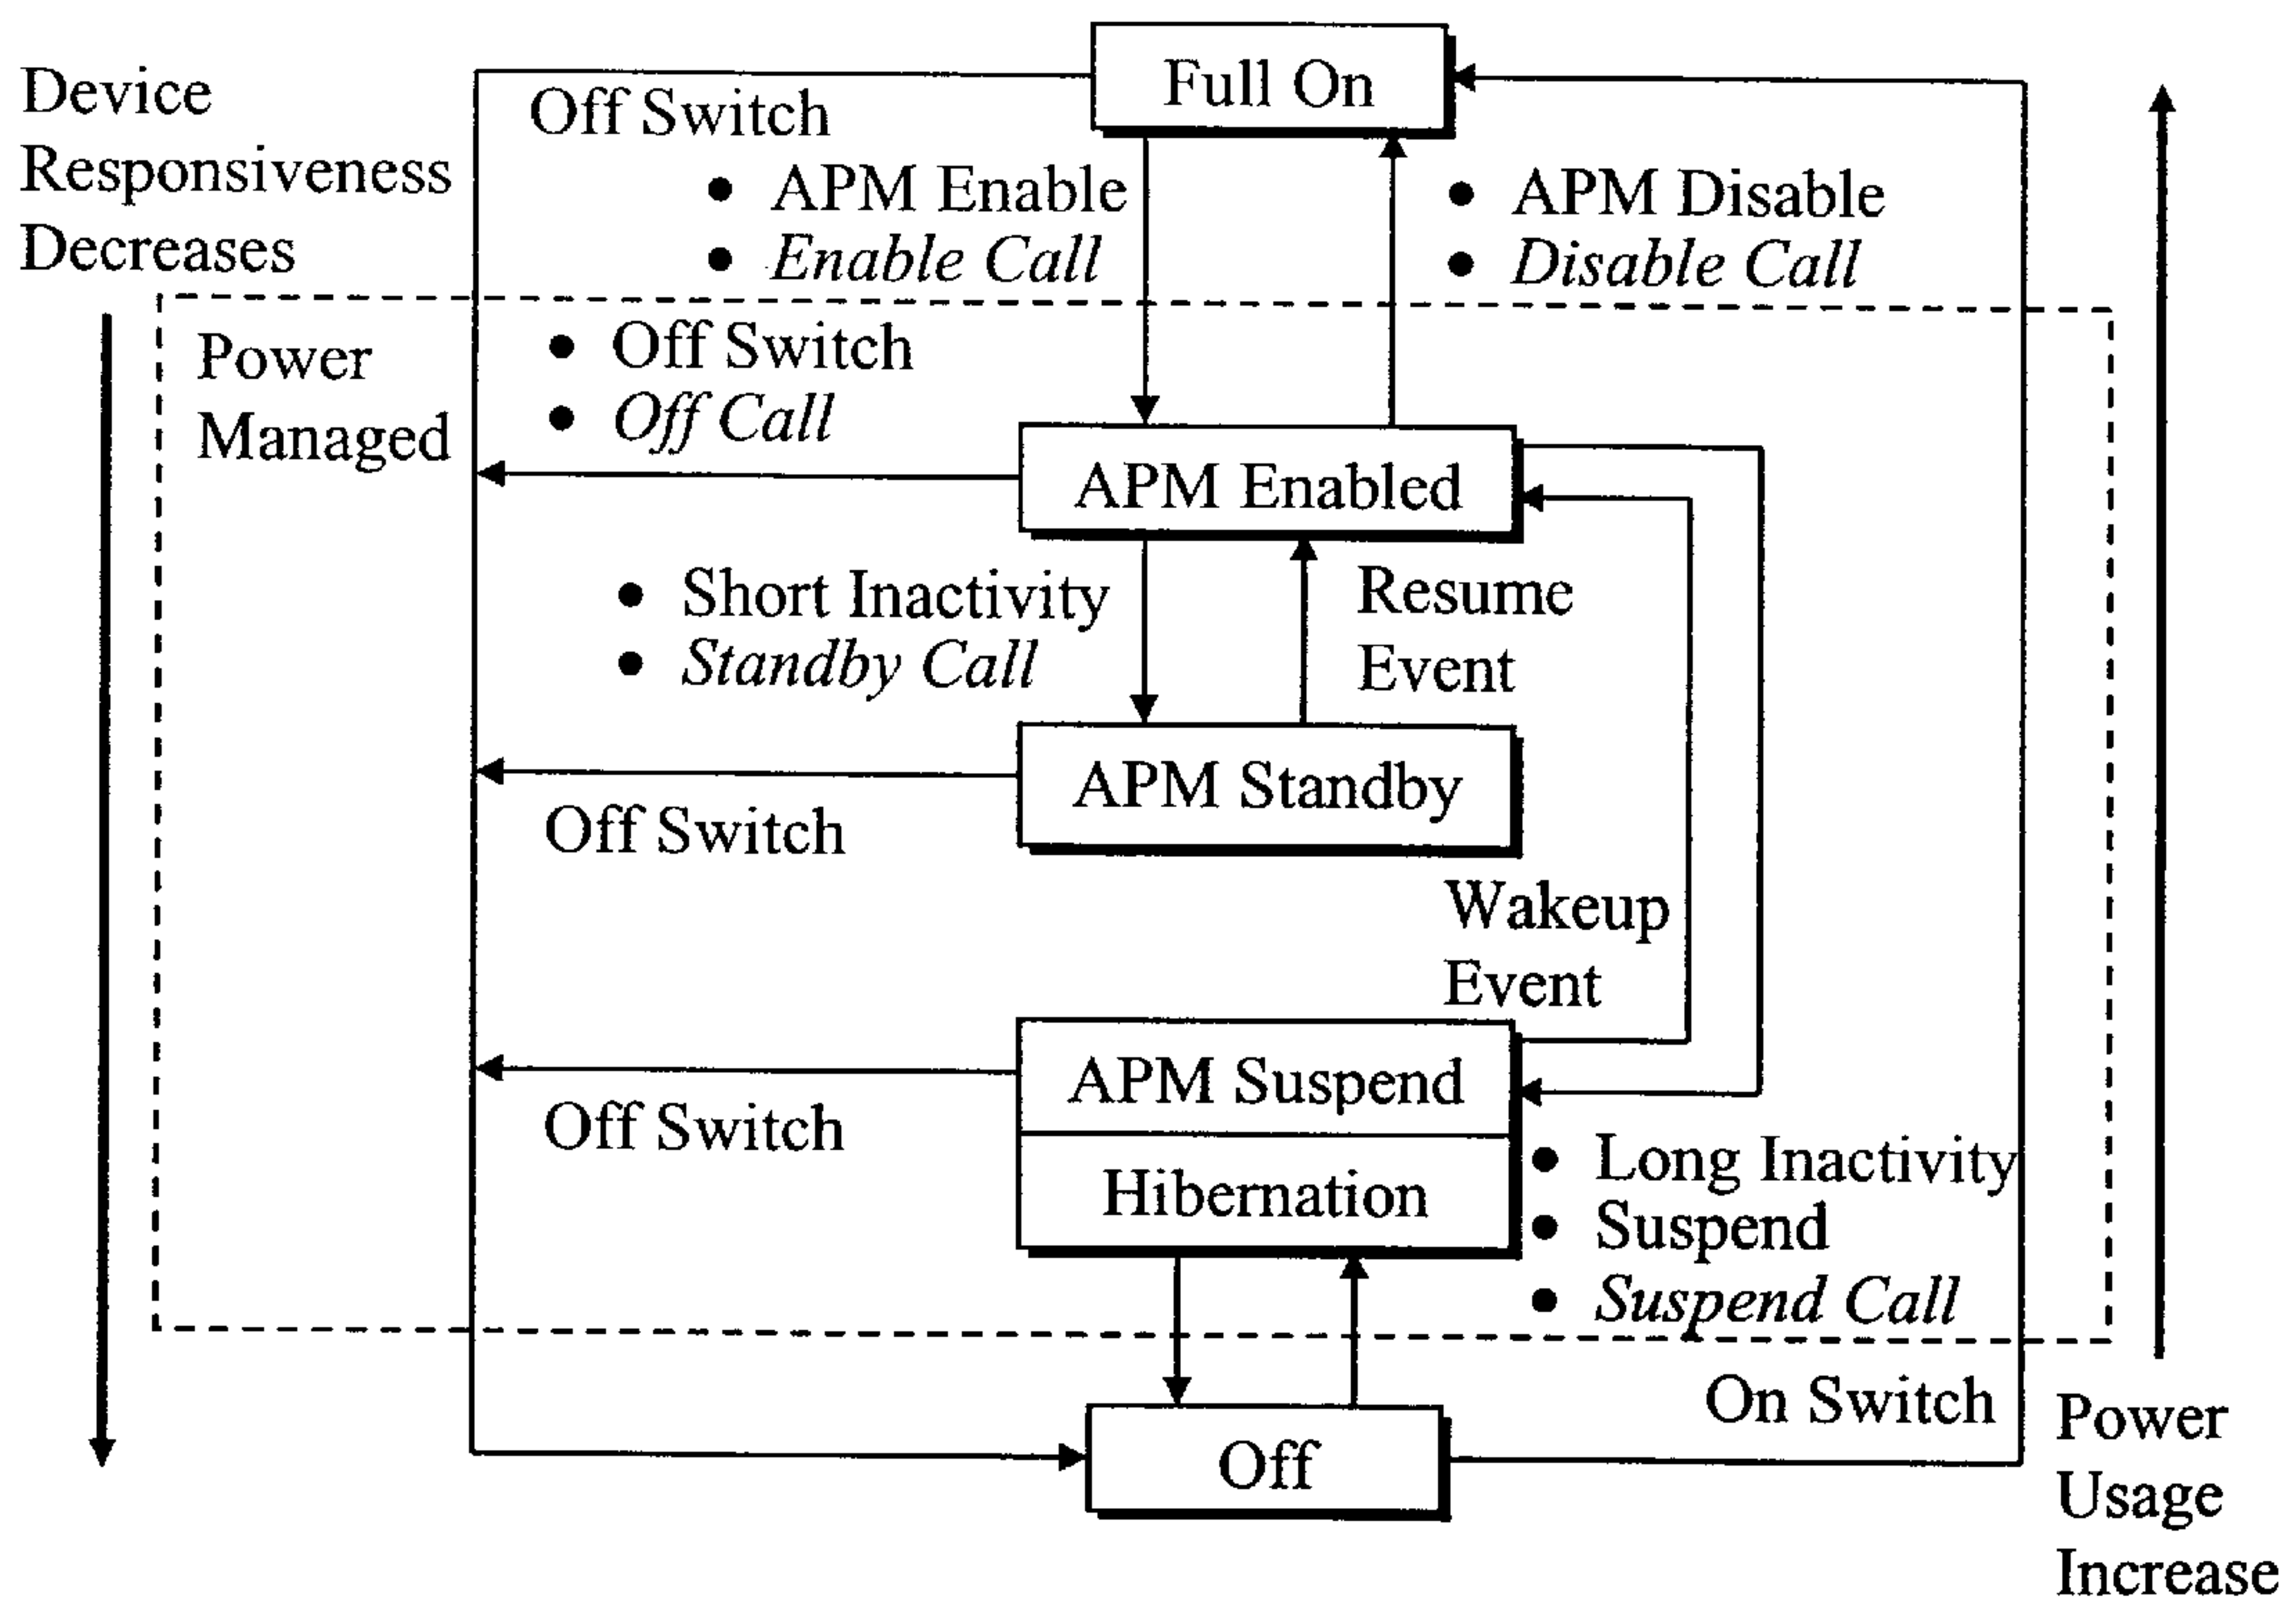 Full On
Device
Responsiveness
Decreases
Off Switch
• APM Enable
• Enable Call
• APM Disable
• Disable Call
Power
Managed
• Off Switch
• Off Call
APM Enabled
• Short Inactivity
• Standby Call
Resume
Event
APM Standby
Off Switch
Wakeup
Event
APM Suspend
Off Switch
Hibernation
• Long Inactivity
• Suspend
• Suspend Call
On Switch
Off
Power
Usage
Increase